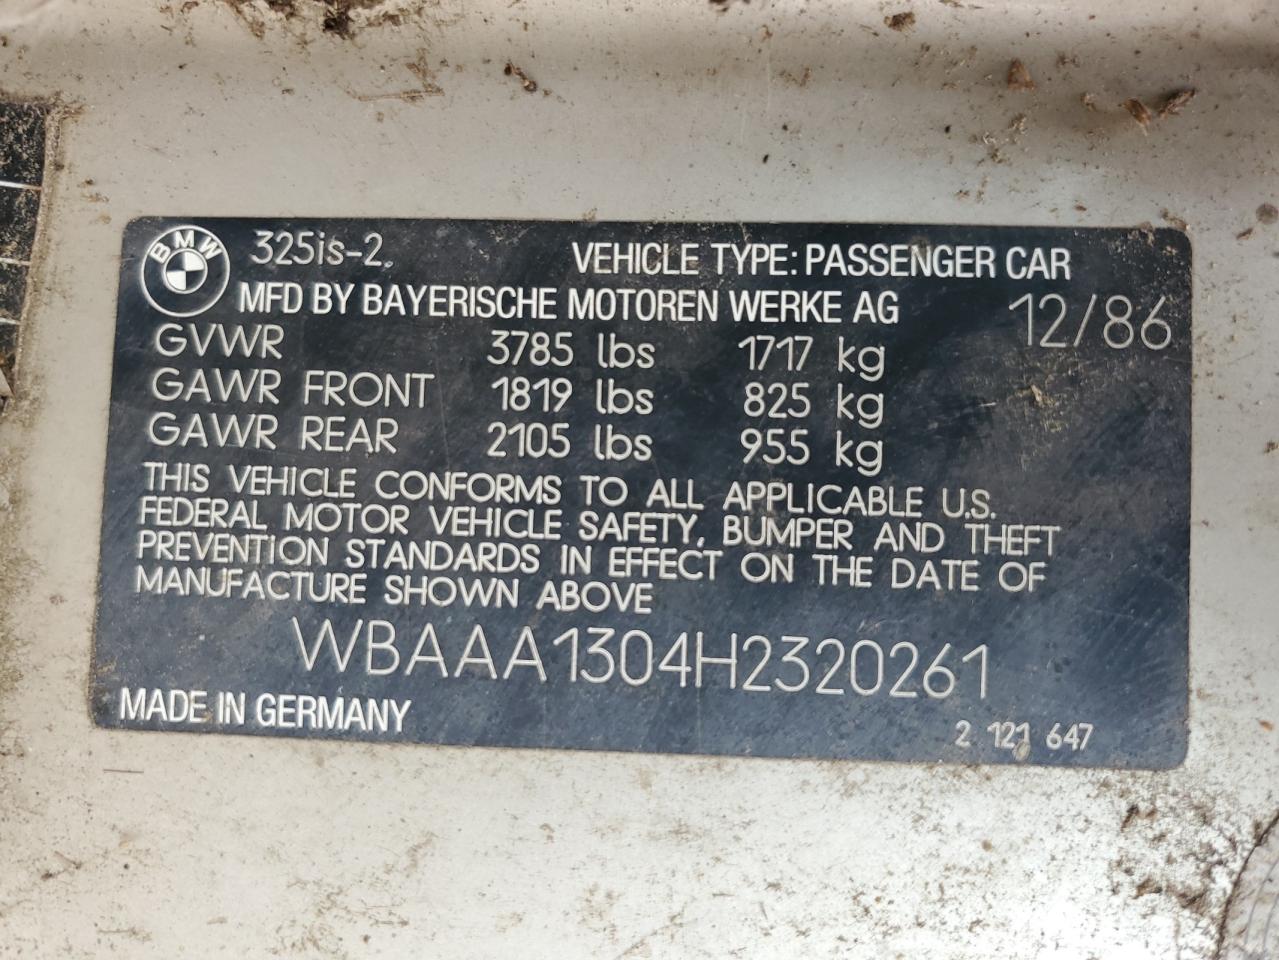 BMW 325is-2. VEHICLE TYPE: PASSENGER CAR
MFD BY BAYERISCHE MOTOREN WERKE AG 12/86
GVWR 3785 lbs 1717 kg
GAWR FRONT 1819 lbs 825 kg
GAWR REAR 2105 lbs 955 kg
THIS VEHICLE CONFORMS TO ALL APPLICABLE U.S.
FEDERAL MOTOR VEHICLE SAFETY, BUMPER AND THEFT
PREVENTION STANDARDS IN EFFECT ON THE DATE OF
MANUFACTURE SHOWN ABOVE
WBAAA1304H2320261
MADE IN GERMANY
2 121 647